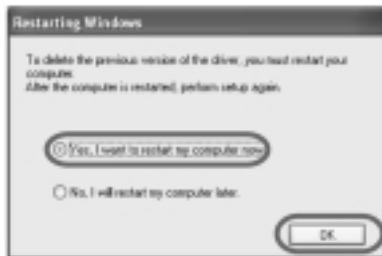 Restarting Windows
To delete the previous version of the driver, you must restart your
computer.
After the computer is restarted, perform setup again.
Yes, I want to restart my computer now.
No, I will restart my computer later.
OK